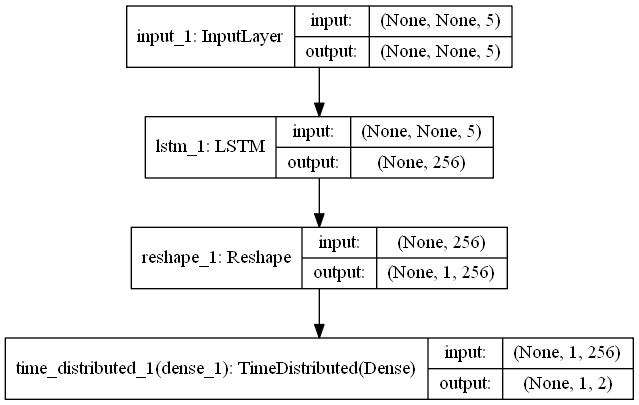 input_1: InputLayer
input: (None, None, 5)
output: (None, None, 5)
lstm_1: LSTM
input: (None, None, 5)
output: (None, 256)
reshape_1: Reshape
input: (None, 256)
output: (None, 1, 256)
time_distributed_1(dense_1): TimeDistributed(Dense)
input: (None, 1, 256)
output: (None, 1, 2)